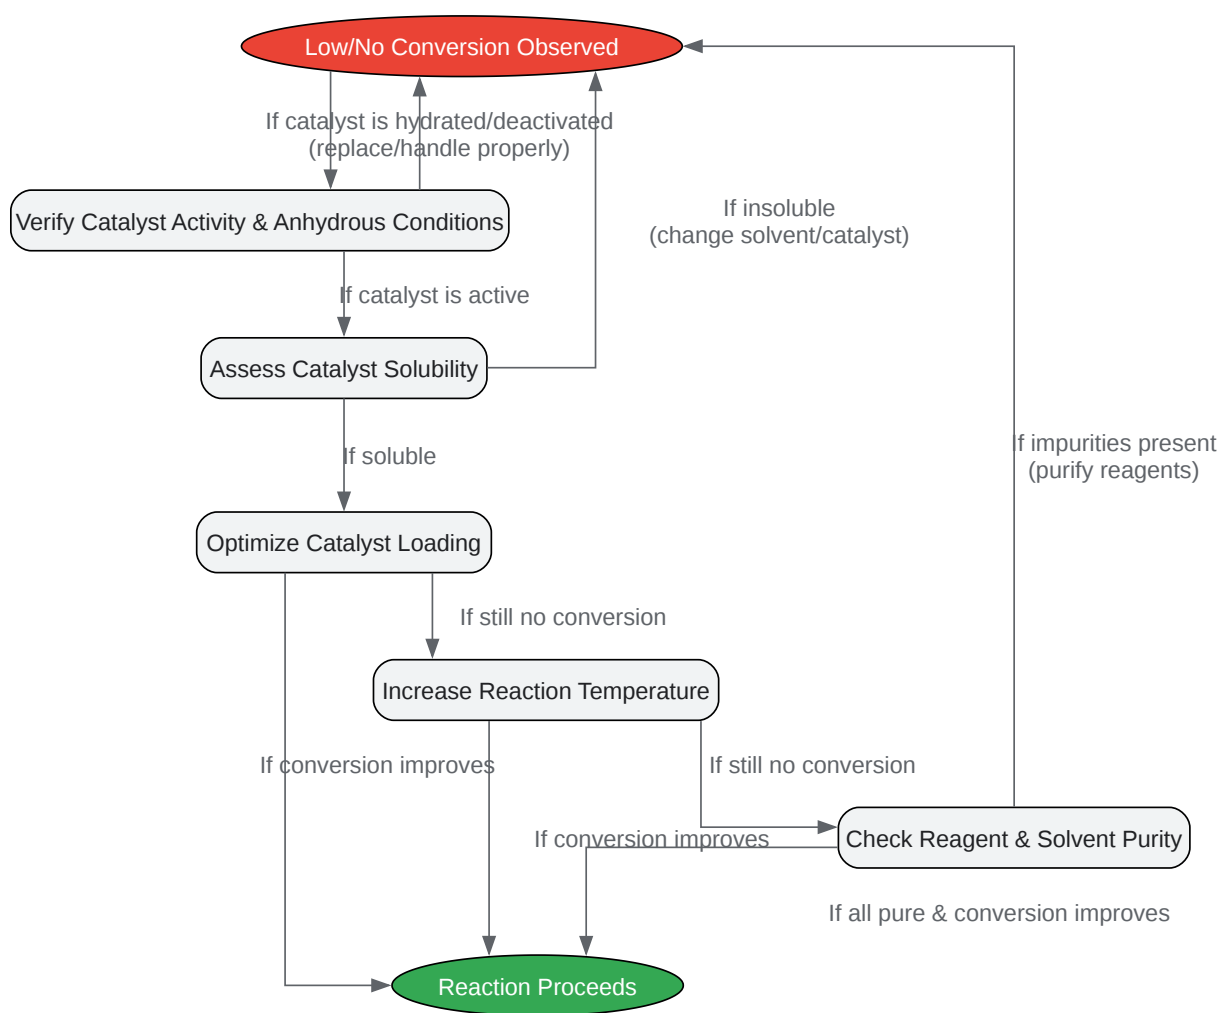 Low/No Conversion Observed
If catalyst is hydrated/deactivated
(replace/handle properly)
If insoluble
(change solvent/catalyst)
Verify Catalyst Activity & Anhydrous Conditions
If catalyst is active
Assess Catalyst Solubility
If soluble
If impurities present
(purify reagents)
Optimize Catalyst Loading
If still no conversion
Increase Reaction Temperature
If conversion improves
If still no conversion
If conversion improves
Check Reagent & Solvent Purity
If all pure & conversion improves
Reaction Proceeds